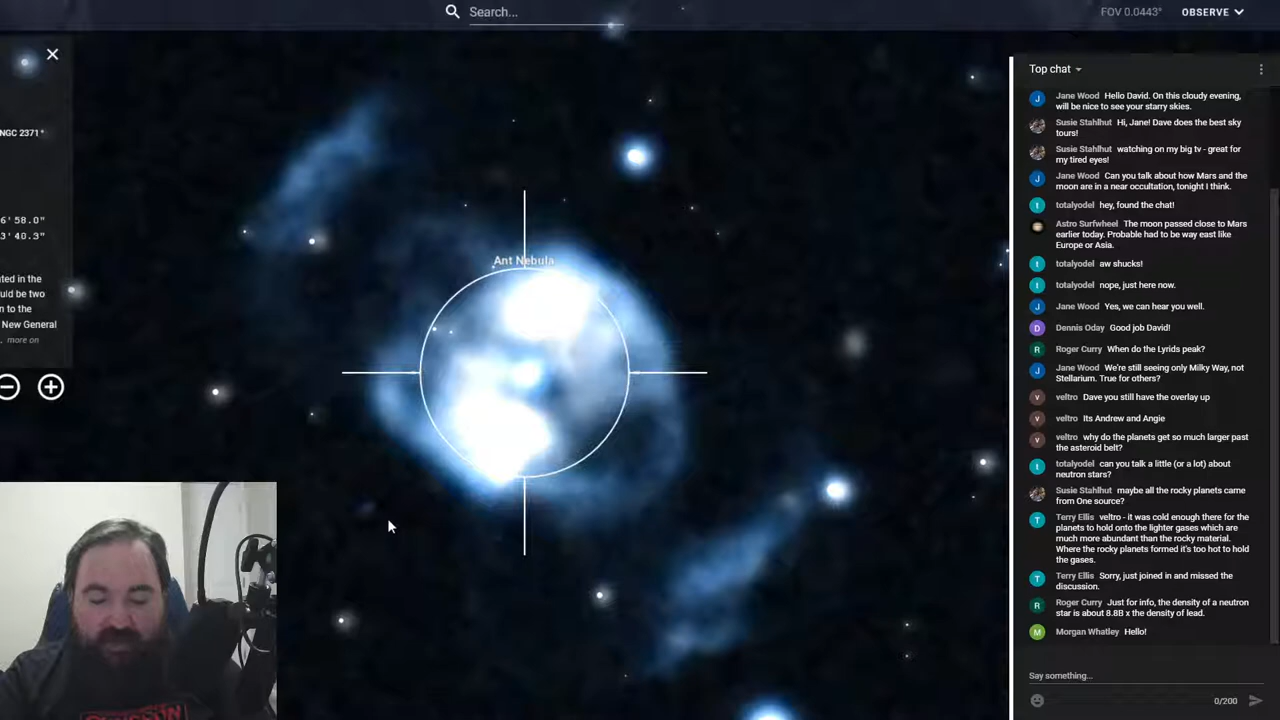 Search...
FOV 0.0443°
OBSERVE
NGC 2371*
6' 58.0"
3' 40.3"
ted in the
uld be two
n to the
New General
. more on
Ant Nebula
Top chat
J Jane Wood Hello David. On this cloudy evening,
will be nice to see your starry skies.
Susie Stahlhut Hi, Jane! Dave does the best sky
tours!
Susie Stahlhut watching on my big tv - great for
my tired eyes!
J Jane Wood Can you talk about how Mars and the
moon are in a near occultation, tonight I think.
t totalyodel hey, found the chat!
Astro Surfwheel The moon passed close to Mars
earlier today. Probable had to be way east like
Europe or Asia.
t totalyodel aw shucks!
t totalyodel nope, just here now.
J Jane Wood Yes, we can hear you well.
D Dennis Oday Good job David!
R Roger Curry When do the Lyrids peak?
J Jane Wood We're still seeing only Milky Way, not
Stellarium. True for others?
v veltro Dave you still have the overlay up
v veltro Its Andrew and Angie
v veltro why do the planets get so much larger past
the asteroid belt?
t totalyodel can you talk a little (or a lot) about
neutron stars?
Susie Stahlhut maybe all the rocky planets came
from One source?
T Terry Ellis veltro - it was cold enough there for the
planets to hold onto the lighter gases which are
much more abundant than the rocky material.
Where the rocky planets formed it's too hot to hold
the gases.
T Terry Ellis Sorry, just joined in and missed the
discussion.
R Roger Curry Just for info, the density of a neutron
star is about 8.8B x the density of lead.
M Morgan Whatley Hello!
Say something...
0/200